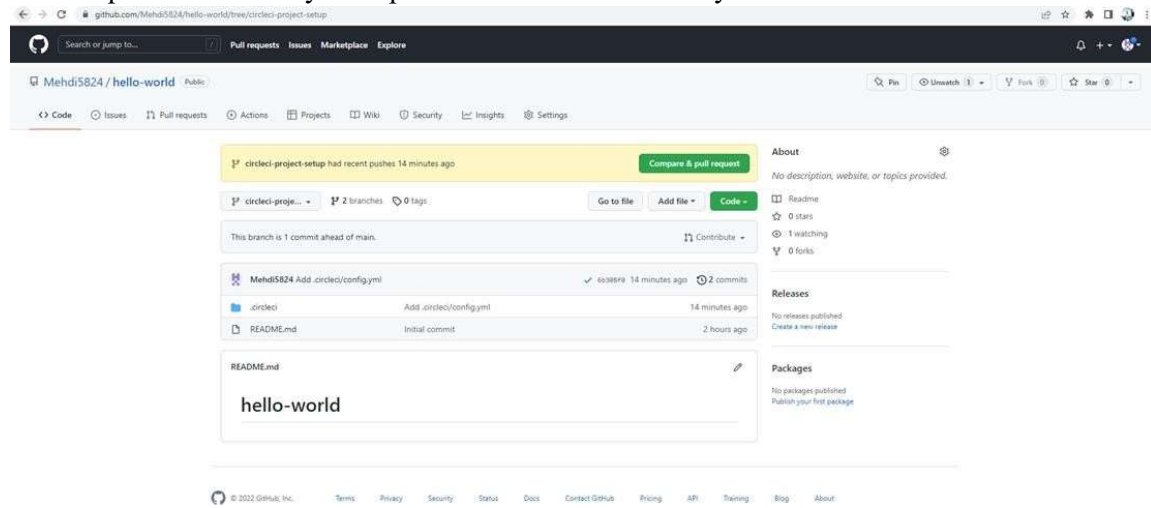 github.com/Mehdi5824/hello-world/tree/circleci-project-setup
Search or jump to... / Pull requests Issues Marketplace Explore
Mehdi5824 / hello-world Public Pin Unwatch 1 Fork 0 Star 0
Code Issues Pull requests Actions Projects Wiki Security Insights Settings
circleci-project-setup had recent pushes 14 minutes ago Compare & pull request
circleci-proje... 2 branches 0 tags Go to file Add file Code
This branch is 1 commit ahead of main. Contribute
Mehdi5824 Add .circleci/config.yml 14 minutes ago 2 commits
.circleci Add .circleci/config.yml 14 minutes ago
README.md Initial commit 2 hours ago
README.md
hello-world
About
No description, website, or topics provided.
Readme
0 stars
1 watching
0 forks
Releases
No releases published
Create a new release
Packages
No packages published
Publish your first package
© 2022 GitHub, Inc. Terms Privacy Security Status Docs Contact GitHub Pricing API Training Blog About